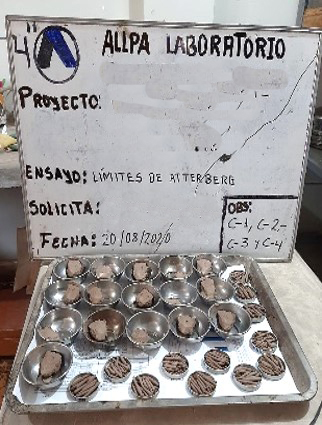 4"
ALLPA LABORATORIO
PROYECTO:
ENSAYO: LÍMITES DE ATTERBERG
SOLICITA:
FECHA: 20/08/2020
OBS:
C-1, C-2-
C-3 Y C-4